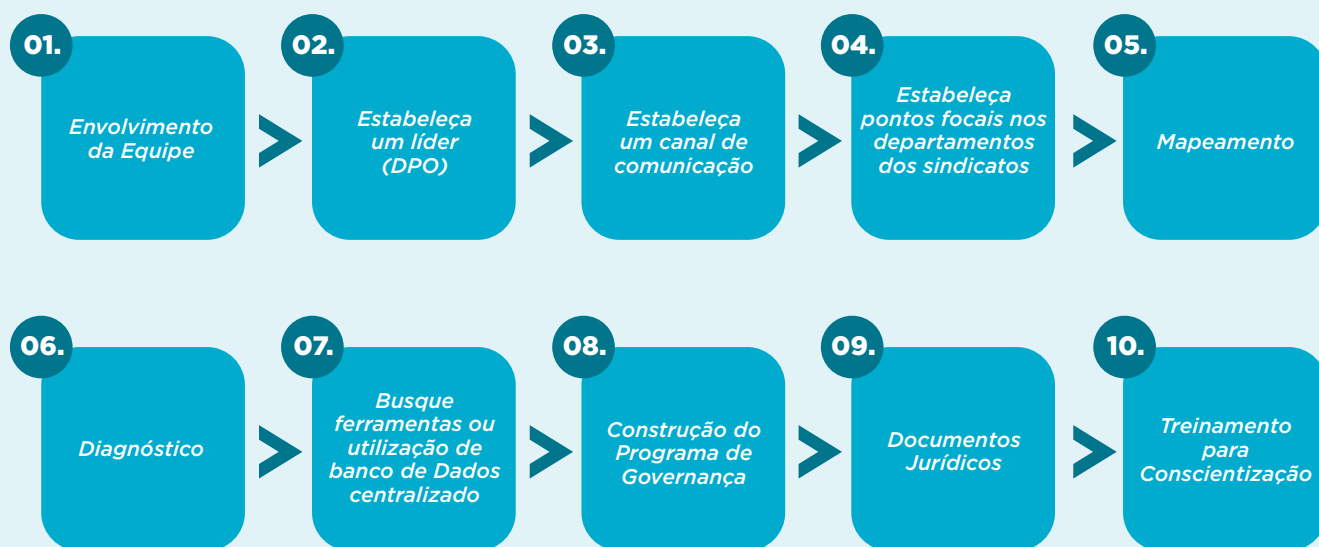 01.
Envolvimento
da Equipe
02.
Estabeleça
um líder
(DPO)
03.
Estabeleça
um canal de
comunicação
04.
Estabeleça
pontos focais nos
departamentos
dos sindicatos
05.
Mapeamento
06.
Diagnóstico
07.
Busque
ferramentas ou
utilização de
banco de Dados
centralizado
08.
Construção do
Programa de
Governança
09.
Documentos
Jurídicos
10.
Treinamento
para
Conscientização